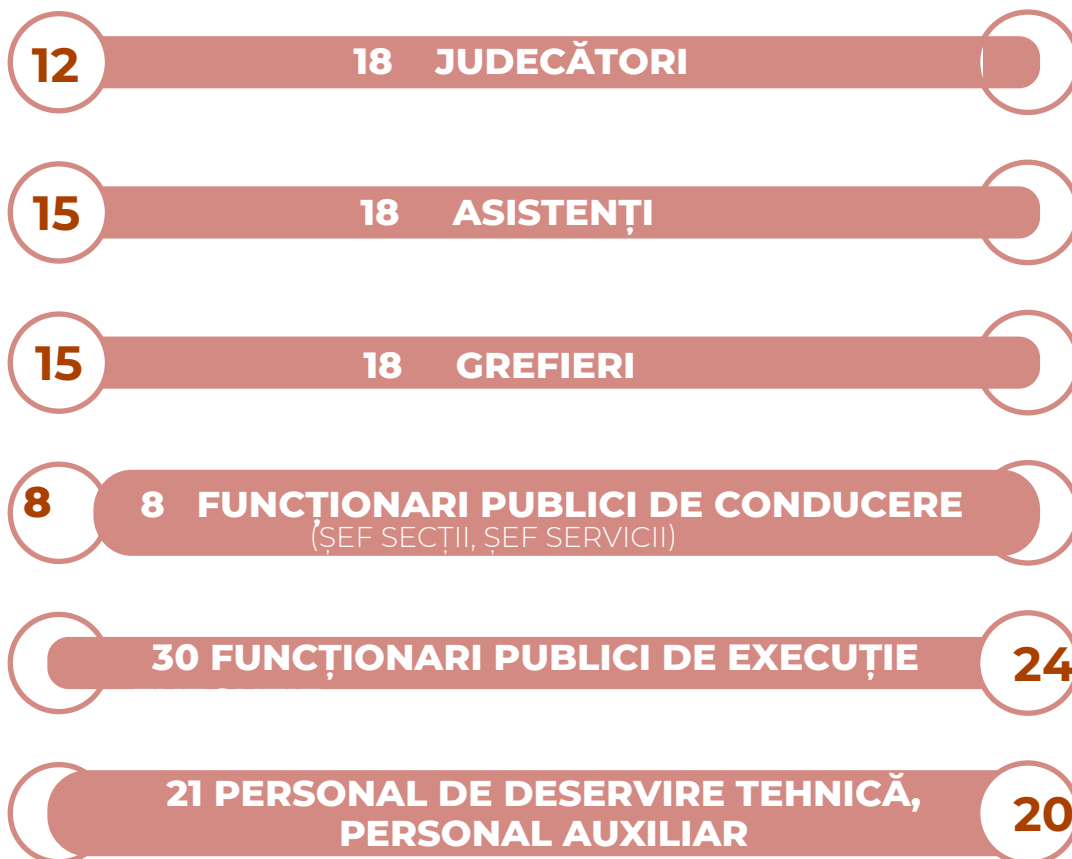 12 18 JUDECĂTORI
15 18 ASISTENȚI
15 18 GREFIERI
8 8 FUNCȚIONARI PUBLICI DE CONDUCERE
(ȘEF SECȚII, ȘEF SERVICII)
30 FUNCȚIONARI PUBLICI DE EXECUȚIE 24
21 PERSONAL DE DESERVIRE TEHNICĂ,
PERSONAL AUXILIAR 20